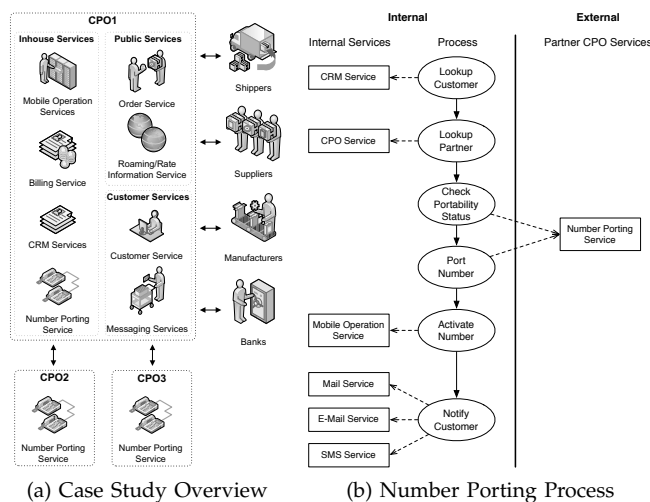 CPO1
Inhouse Services
Mobile Operation
Services
Billing Service
CRM Services
Number Porting
Service
Public Services
Order Service
Roaming/Rate
Information Service
Customer Services
Customer Service
Messaging Services
Shippers
Suppliers
Manufacturers
Banks
CPO2
Number Porting
Service
CPO3
Number Porting
Service
(a) Case Study Overview
Internal
External
Internal Services
Process
Partner CPO Services
CRM Service
Lookup
Customer
CPO Service
Lookup
Partner
Check
Portability
Status
Number Porting
Service
Port
Number
Mobile Operation
Service
Activate
Number
Mail Service
E-Mail Service
SMS Service
Notify
Customer
(b) Number Porting Process